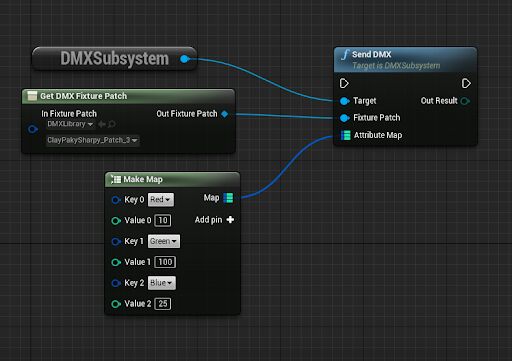 DMXSubsystem
Send DMX
Target is DMXSubsystem
Target
Out Result
Fixture Patch
Attribute Map
Get DMX Fixture Patch
In Fixture Patch
Out Fixture Patch
DMXLibrary
ClayPakySharpy_Patch_3
Make Map
Key 0 Red
Map
Value 0 10
Add pin
Key 1 Green
Value 1 100
Key 2 Blue
Value 2 25